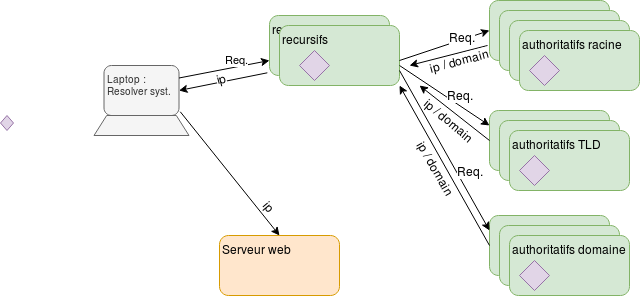 re
recursifs
Req.
ip
Laptop :
Resolver syst.
Req.
ip / domain
authoritatifs racine
Req.
ip / domain
authoritatifs TLD
Req.
ip / domain
authoritatifs domaine
ip
Serveur web